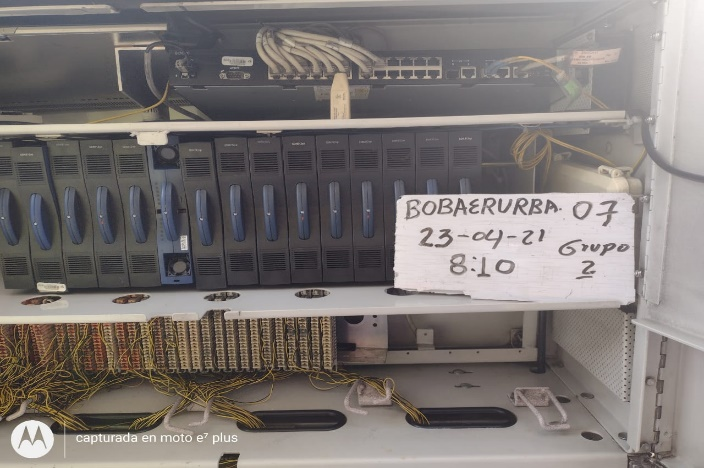 BOBAERURBA 07
23-04-21
Grupo
8:10
2
capturada en moto e⁷ plus